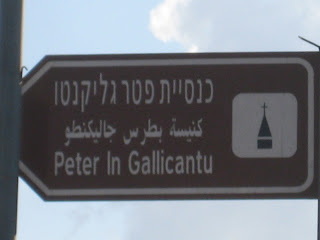 כנסיית פטר גליקנטו
كنيسة بطرس جاليكنطو
Peter In Gallicantu